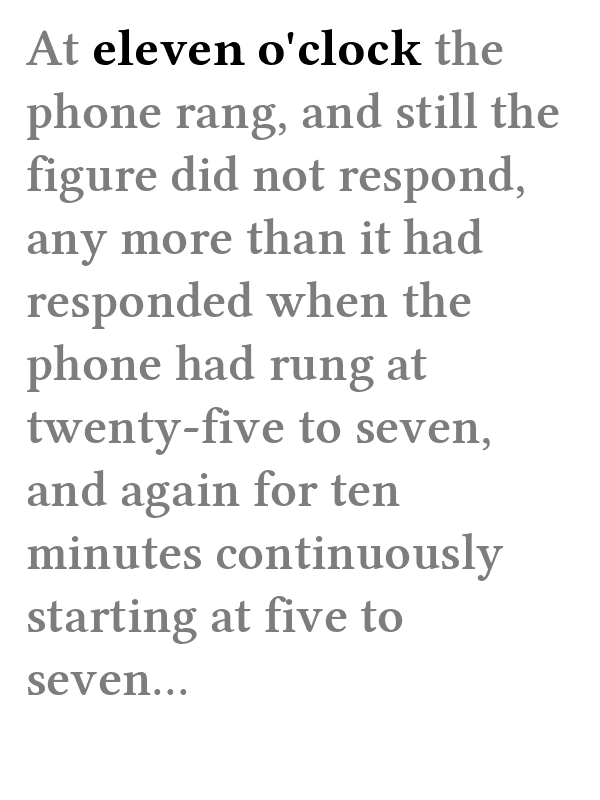 At eleven o'clock the
phone rang, and still the
figure did not respond,
any more than it had
responded when the
phone had rung at
twenty-five to seven,
and again for ten
minutes continuously
starting at five to
seven...